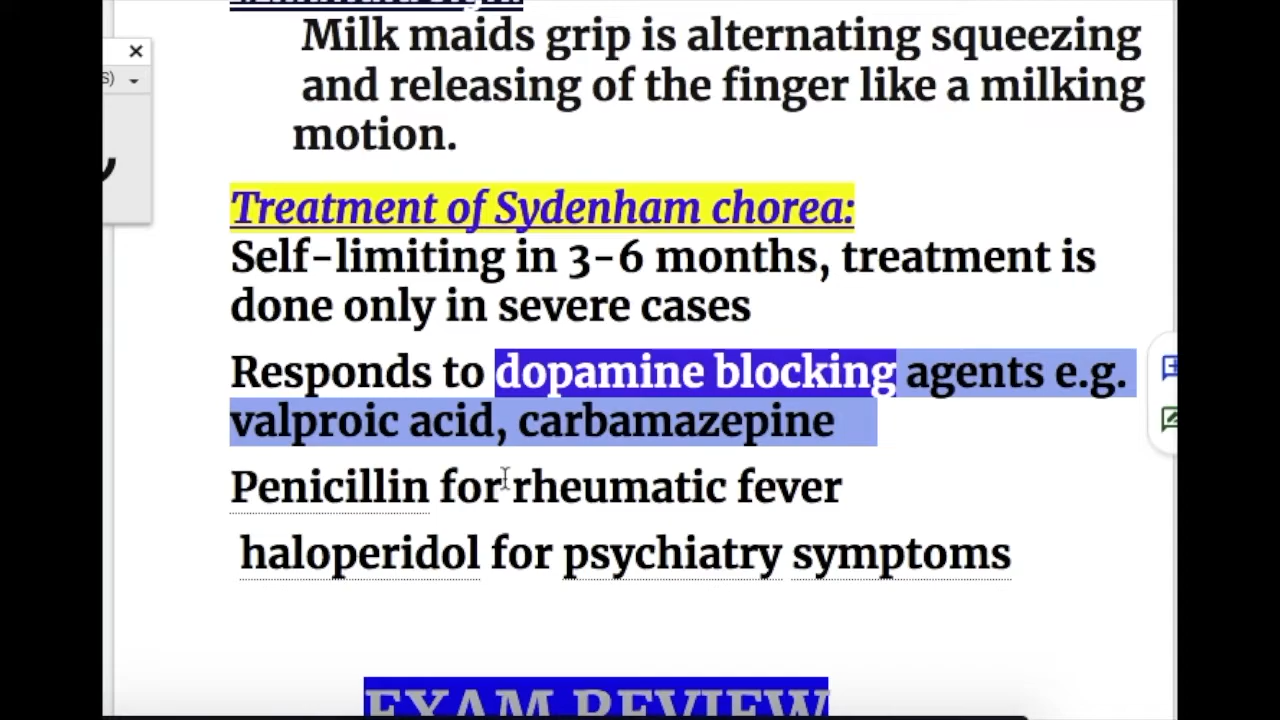 Milk maids grip is alternating squeezing
and releasing of the finger like a milking
motion.
Treatment of Sydenham chorea:
Self-limiting in 3-6 months, treatment is
done only in severe cases
Responds to dopamine blocking agents e.g.
valproic acid, carbamazepine
Penicillin for rheumatic fever
haloperidol for psychiatry symptoms
EXAM REVIEW